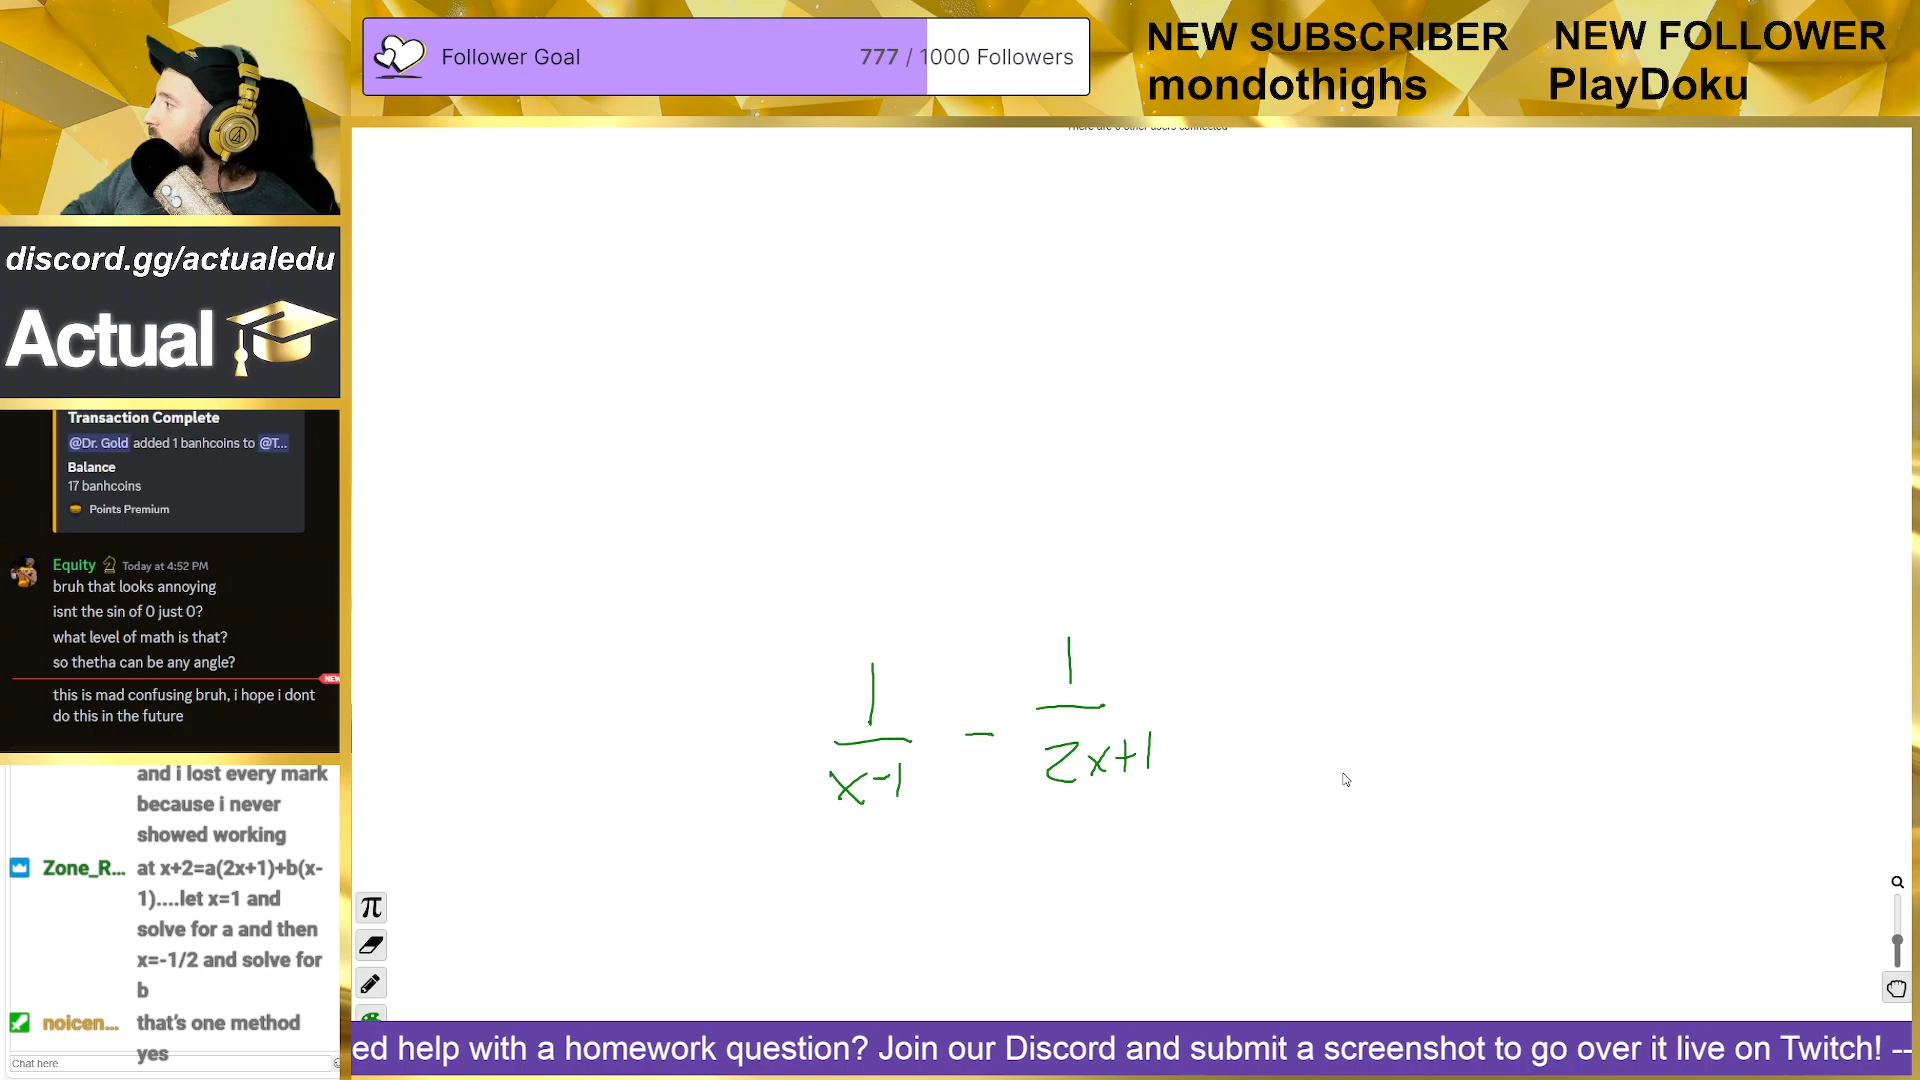 Follower Goal
777 / 1000 Followers
NEW SUBSCRIBER
mondothighs
NEW FOLLOWER
PlayDoku
There are 0 other users connected
discord.gg/actualedu
Actual
Transaction Complete
@Dr. Gold added 1 banhcoins to @T...
Balance
17 banhcoins
Points Premium
Equity Today at 4:52 PM
bruh that looks annoying
isnt the sin of 0 just 0?
what level of math is that?
so thetha can be any angle?
NEW
this is mad confusing bruh, i hope i dont
do this in the future
and i lost every mark
because i never
showed working
Zone_R... at x+2=a(2x+1)+b(x-
1)....let x=1 and
solve for a and then
x=-1/2 and solve for
b
noicen... that's one method
yes
Chat here
1 1
—
x-1 2x+1
π
ed help with a homework question? Join our Discord and submit a screenshot to go over it live on Twitch! --